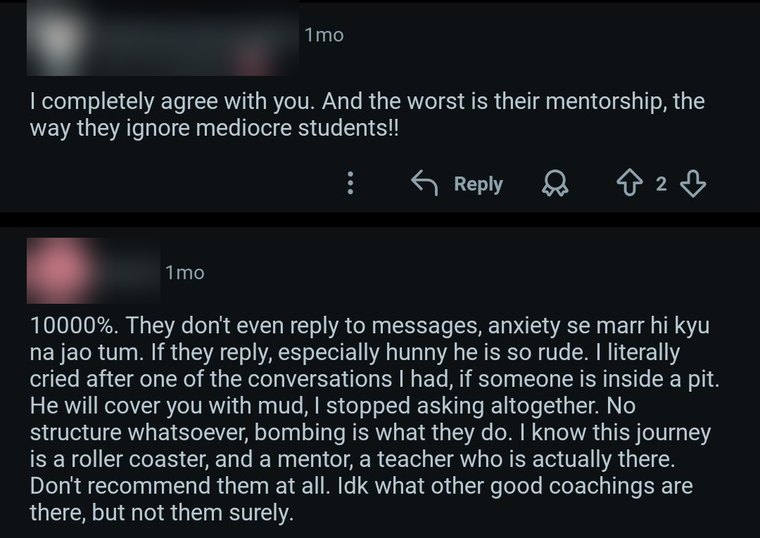 1mo
I completely agree with you. And the worst is their mentorship, the
way they ignore mediocre students!!
Reply
2
1mo
10000%. They don't even reply to messages, anxiety se marr hi kyu
na jao tum. If they reply, especially hunny he is so rude. I literally
cried after one of the conversations I had, if someone is inside a pit.
He will cover you with mud, I stopped asking altogether. No
structure whatsoever, bombing is what they do. I know this journey
is a roller coaster, and a mentor, a teacher who is actually there.
Don't recommend them at all. Idk what other good coachings are
there, but not them surely.